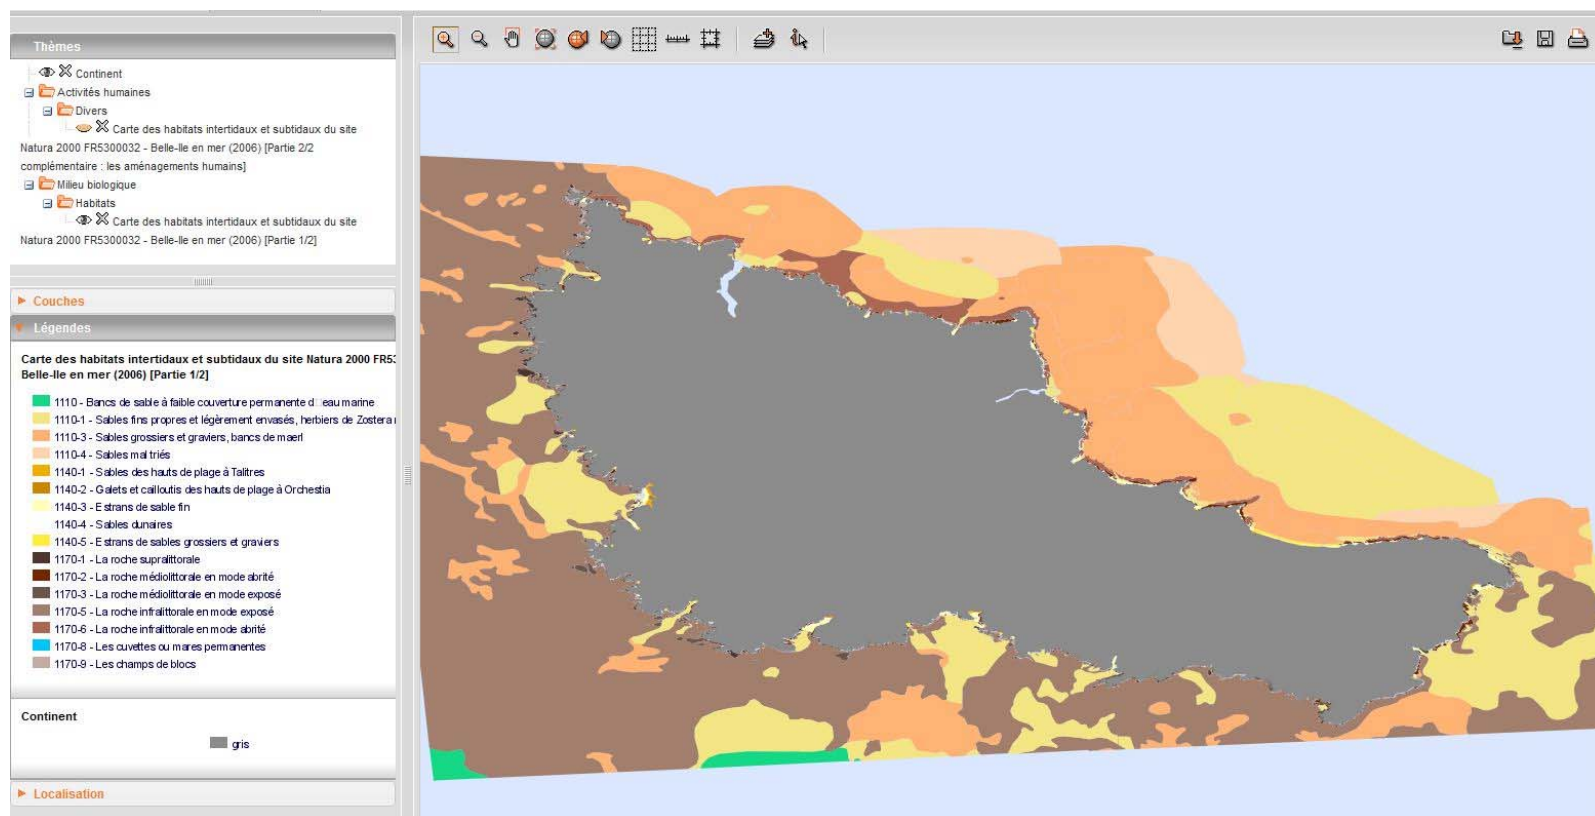 Thèmes
Continent
Activités humaines
Divers
Carte des habitats intertidaux et subtidaux du site
Natura 2000 FR5300032 - Belle-Ile en mer (2006) [Partie 2/2
complémentaire : les aménagements humains]
Milieu biologique
Habitats
Carte des habitats intertidaux et subtidaux du site
Natura 2000 FR5300032 - Belle-Ile en mer (2006) [Partie 1/2]
Couches
Légendes
Carte des habitats intertidaux et subtidaux du site Natura 2000 FR53
Belle-Ile en mer (2006) [Partie 1/2]
1110 - Bancs de sable à faible couverture permanente d□eau marine
1110-1 - Sables fins propres et légèrement envasés, herbiers de Zostera
1110-3 - Sables grossiers et graviers, bancs de maerl
1110-4 - Sables mal triés
1140-1 - Sables des hauts de plage à Talitres
1140-2 - Galets et cailloutis des hauts de plage à Orchestia
1140-3 - Estrans de sable fin
1140-4 - Sables dunaires
1140-5 - Estrans de sables grossiers et graviers
1170-1 - La roche supralittorale
1170-2 - La roche médiolittorale en mode abrité
1170-3 - La roche médiolittorale en mode exposé
1170-5 - La roche infralittorale en mode exposé
1170-6 - La roche infralittorale en mode abrité
1170-8 - Les cuvettes ou mares permanentes
1170-9 - Les champs de blocs
Continent
gris
Localisation